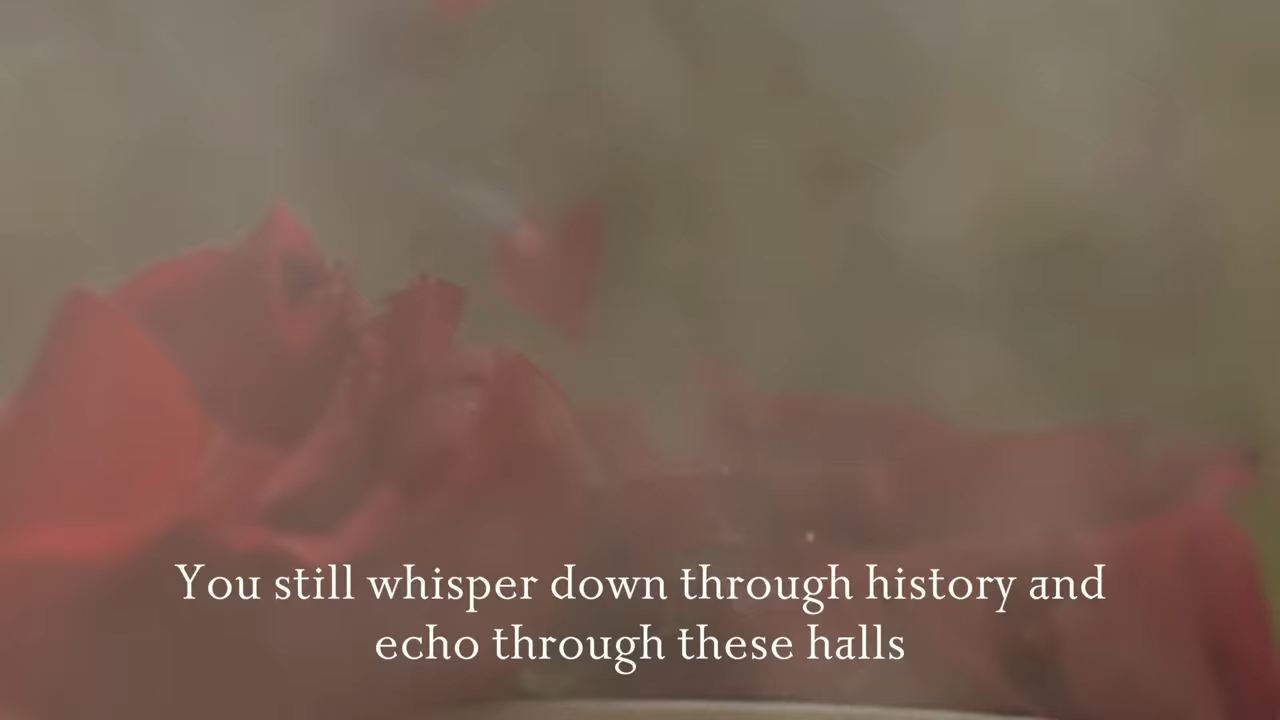 You still whisper down through history and
echo through these halls